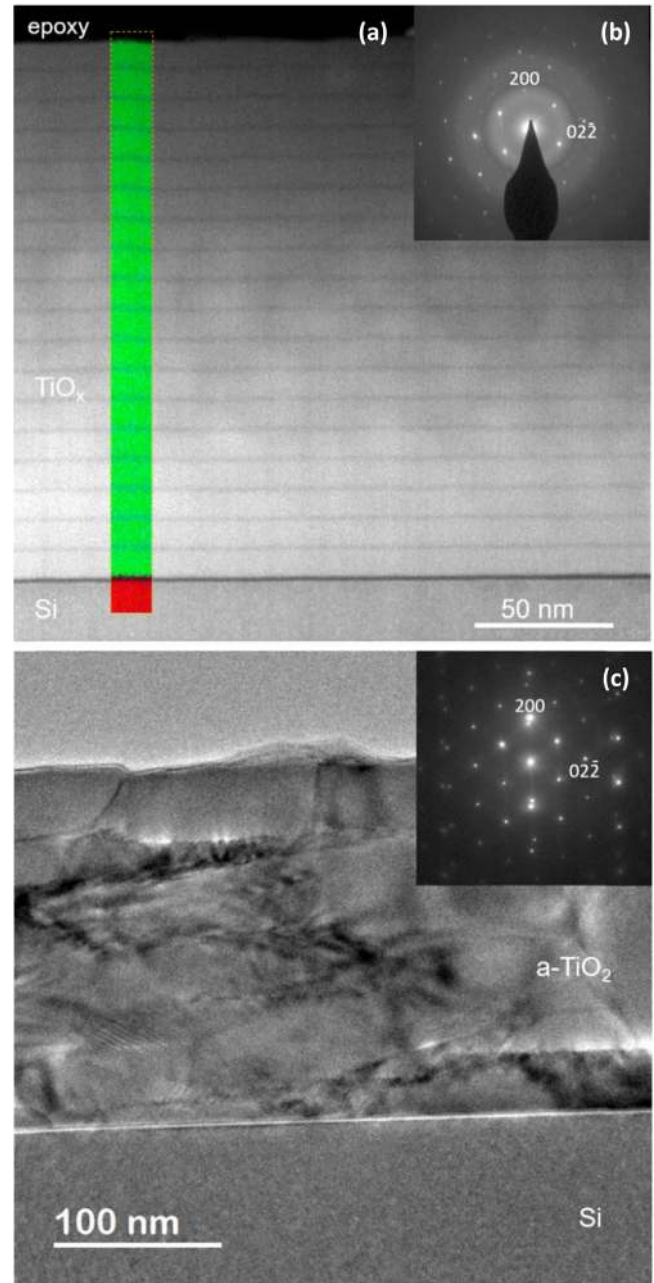 epoxy
(a)
(b)
200
022̄
TiOₓ
Si
50 nm
(c)
200
022̄
a-TiO₂
100 nm
Si